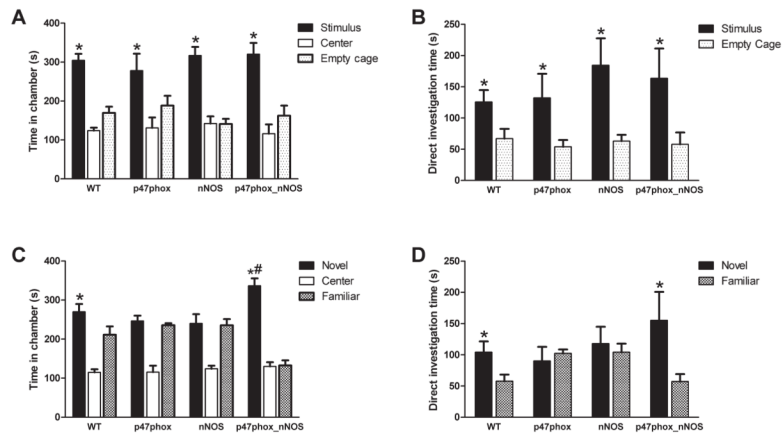 A
Time in chamber (s)
400
300
200
100
0
* * * *
Stimulus
Center
Empty cage
WT p47phox nNOS p47phox_nNOS
B
Direct investigation time (s)
250
200
150
100
50
0
* * * *
Stimulus
Empty Cage
WT p47phox nNOS p47phox_nNOS
C
Time in chamber (s)
400
300
200
100
0
* *#
Novel
Center
Familiar
WT p47phox nNOS p47phox_nNOS
D
Direct investigation time (s)
250
200
150
100
50
0
* *
Novel
Familiar
WT p47phox nNOS p47phox_nNOS